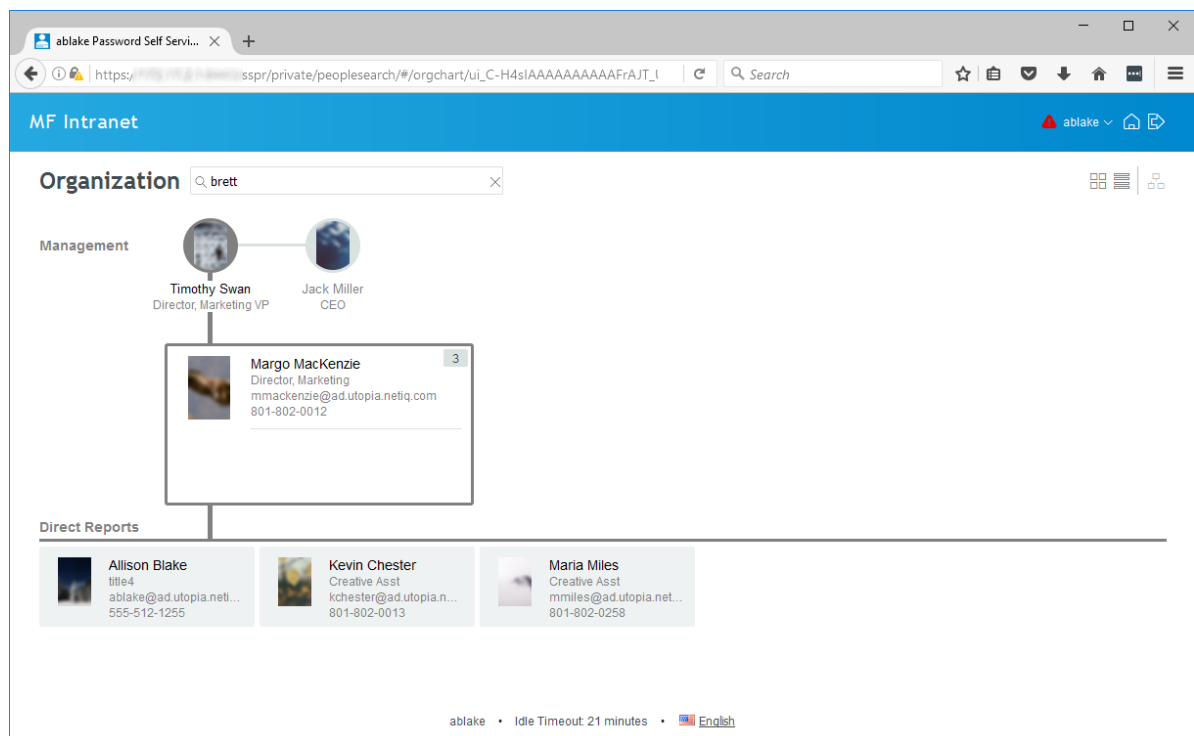 ablake Password Self Servi...
https:/ sspr/private/peoplesearch/#/orgchart/ui_C-H4sIAAAAAAAAAFrAJT_
Search
MF Intranet
ablake
Organization
brett
Management
Timothy Swan
Director, Marketing VP
Jack Miller
CEO
Margo MacKenzie
3
Director, Marketing
mmackenzie@ad.utopia.netiq.com
801-802-0012
Direct Reports
Allison Blake
title4
ablake@ad.utopia.neti...
555-512-1255
Kevin Chester
Creative Asst
kchester@ad.utopia.n...
801-802-0013
Maria Miles
Creative Asst
mmiles@ad.utopia.net...
801-802-0258
ablake • Idle Timeout: 21 minutes • English